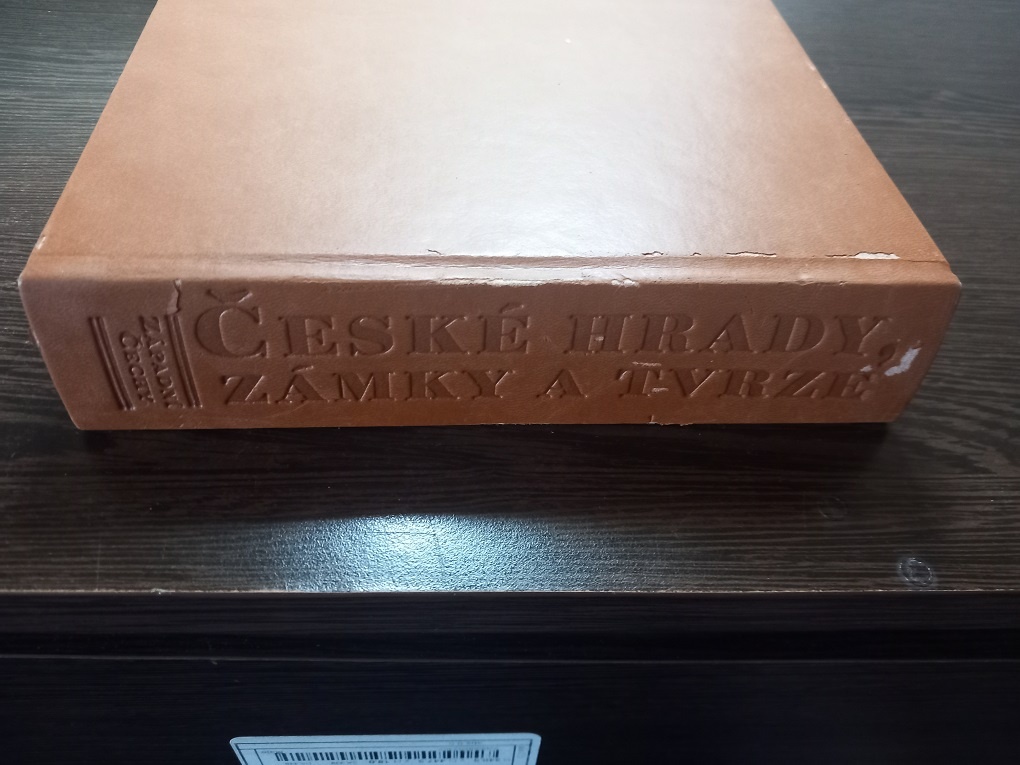 ČESKÉ HRADY,
ZÁMKY A TVRZE
ZÁPADNÍ
ČECHY